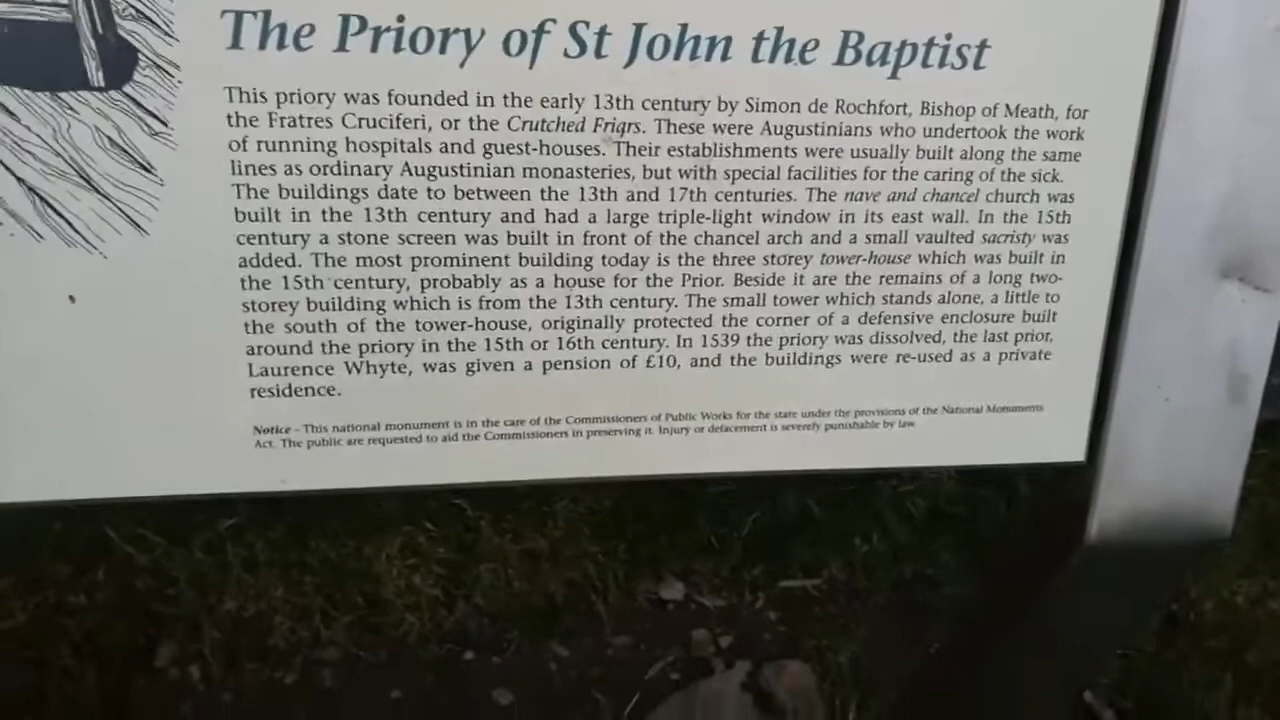 The Priory of St John the Baptist
This priory was founded in the early 13th century by Simon de Rochfort, Bishop of Meath, for
the Fratres Cruciferi, or the Crutched Friars. These were Augustinians who undertook the work
of running hospitals and guest-houses. Their establishments were usually built along the same
lines as ordinary Augustinian monasteries, but with special facilities for the caring of the sick.
The buildings date to between the 13th and 17th centuries. The nave and chancel church was
built in the 13th century and had a large triple-light window in its east wall. In the 15th
century a stone screen was built in front of the chancel arch and a small vaulted sacristy was
added. The most prominent building today is the three storey tower-house which was built in
the 15th century, probably as a house for the Prior. Beside it are the remains of a long two-
storey building which is from the 13th century. The small tower which stands alone, a little to
the south of the tower-house, originally protected the corner of a defensive enclosure built
around the priory in the 15th or 16th century. In 1539 the priory was dissolved, the last prior,
Laurence Whyte, was given a pension of £10, and the buildings were re-used as a private
residence.
Notice - This national monument is in the care of the Commissioners of Public Works for the state under the provisions of the National Monuments
Act. The public are requested to aid the Commissioners in preserving it. Injury or defacement is severely punishable by law.